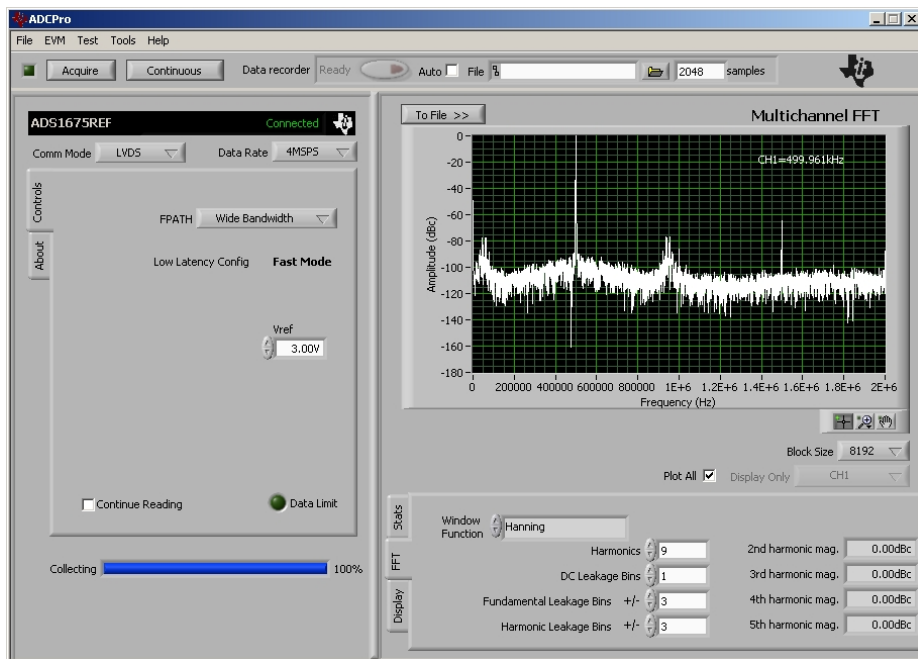 ADCPro
File EVM Test Tools Help
Acquire Continuous Data recorder Ready Auto File 2048 samples
ADS1675REF Connected
Comm Mode LVDS Data Rate 4MSPS
Controls
About
FPATH Wide Bandwidth
Low Latency Config Fast Mode
Vref
3.00V
Continue Reading Data Limit
Collecting 100%
To File >> Multichannel FFT
CH1=499.961kHz
Amplitude (dBc)
0
-20
-40
-60
-80
-100
-120
-140
-160
-180
0 200000 400000 600000 800000 1E+6 1.2E+6 1.4E+6 1.6E+6 1.8E+6 2E+6
Frequency (Hz)
Block Size 8192
Plot All Display Only CH1
Stats
FFT
Display
Window Function Hanning
Harmonics 9 2nd harmonic mag. 0.00dBc
DC Leakage Bins 1 3rd harmonic mag. 0.00dBc
Fundamental Leakage Bins +/- 3 4th harmonic mag. 0.00dBc
Harmonic Leakage Bins +/- 3 5th harmonic mag. 0.00dBc